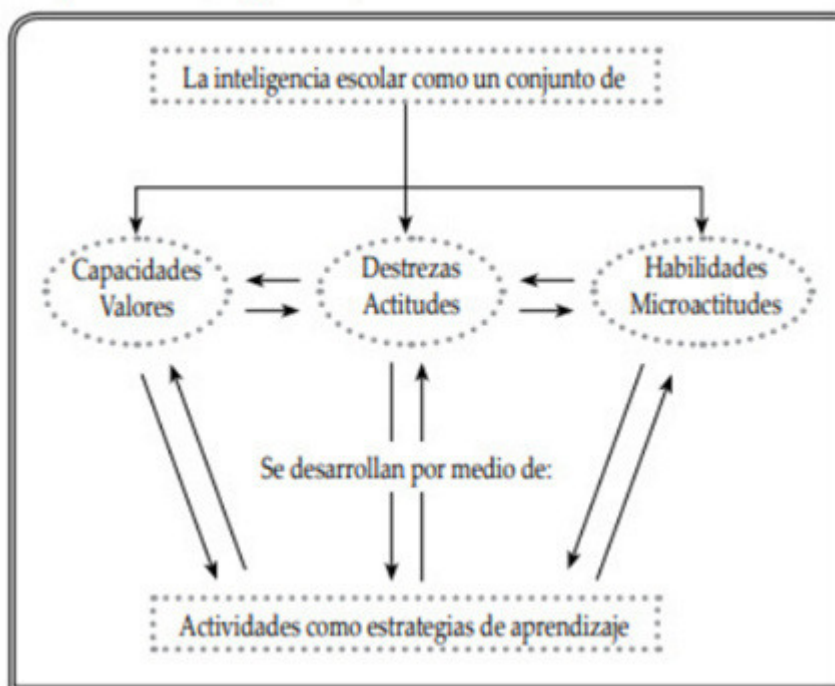 La inteligencia escolar como un conjunto de
Capacidades
Valores
Destrezas
Actitudes
Habilidades
Microactitudes
Se desarrollan por medio de:
Actividades como estrategias de aprendizaje